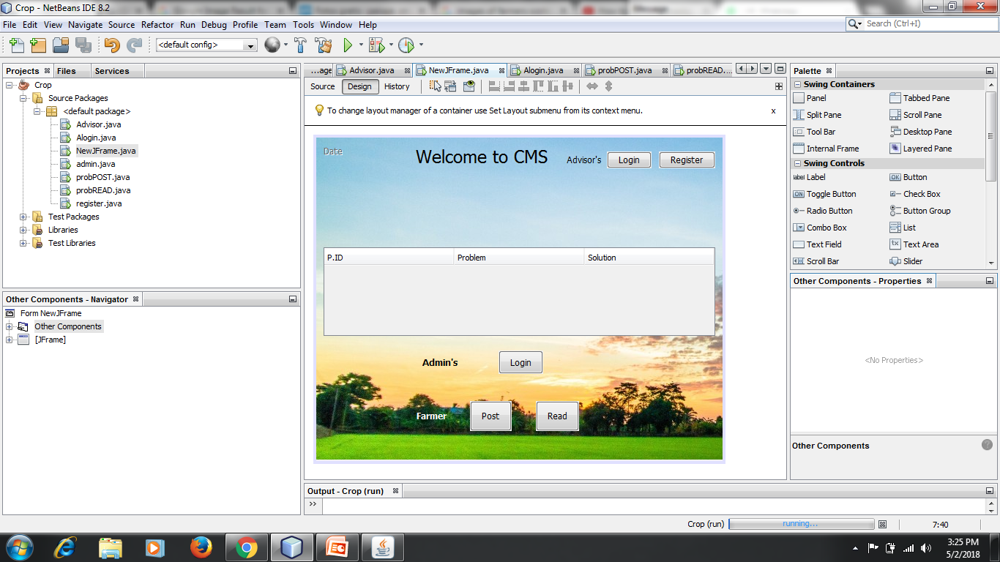 Crop - NetBeans IDE 8.2
File Edit View Navigate Source Refactor Run Debug Profile Team Tools Window Help
Search (Ctrl+I)
<default config>
Projects Files Services
Crop
Source Packages
<default package>
Advisor.java
Alogin.java
NewJFrame.java
admin.java
probPOST.java
probREAD.java
register.java
Test Packages
Libraries
Test Libraries
Other Components - Navigator
Form NewJFrame
Other Components
[JFrame]
...age Advisor.java NewJFrame.java Alogin.java probPOST.java probREAD....
Source Design History
To change layout manager of a container use Set Layout submenu from its context menu. x
Date
Welcome to CMS
Advisor's Login Register
P.ID Problem Solution
Admin's Login
Farmer Post Read
Output - Crop (run)
>>
Palette
Swing Containers
Panel Tabbed Pane
Split Pane Scroll Pane
Tool Bar Desktop Pane
Internal Frame Layered Pane
Swing Controls
label Label OK Button
ON Toggle Button Check Box
Radio Button Button Group
Combo Box List
Text Field Text Area
Scroll Bar Slider
Other Components - Properties
<No Properties>
Other Components
?
Crop (run) running... 7:40
3:25 PM
5/2/2018